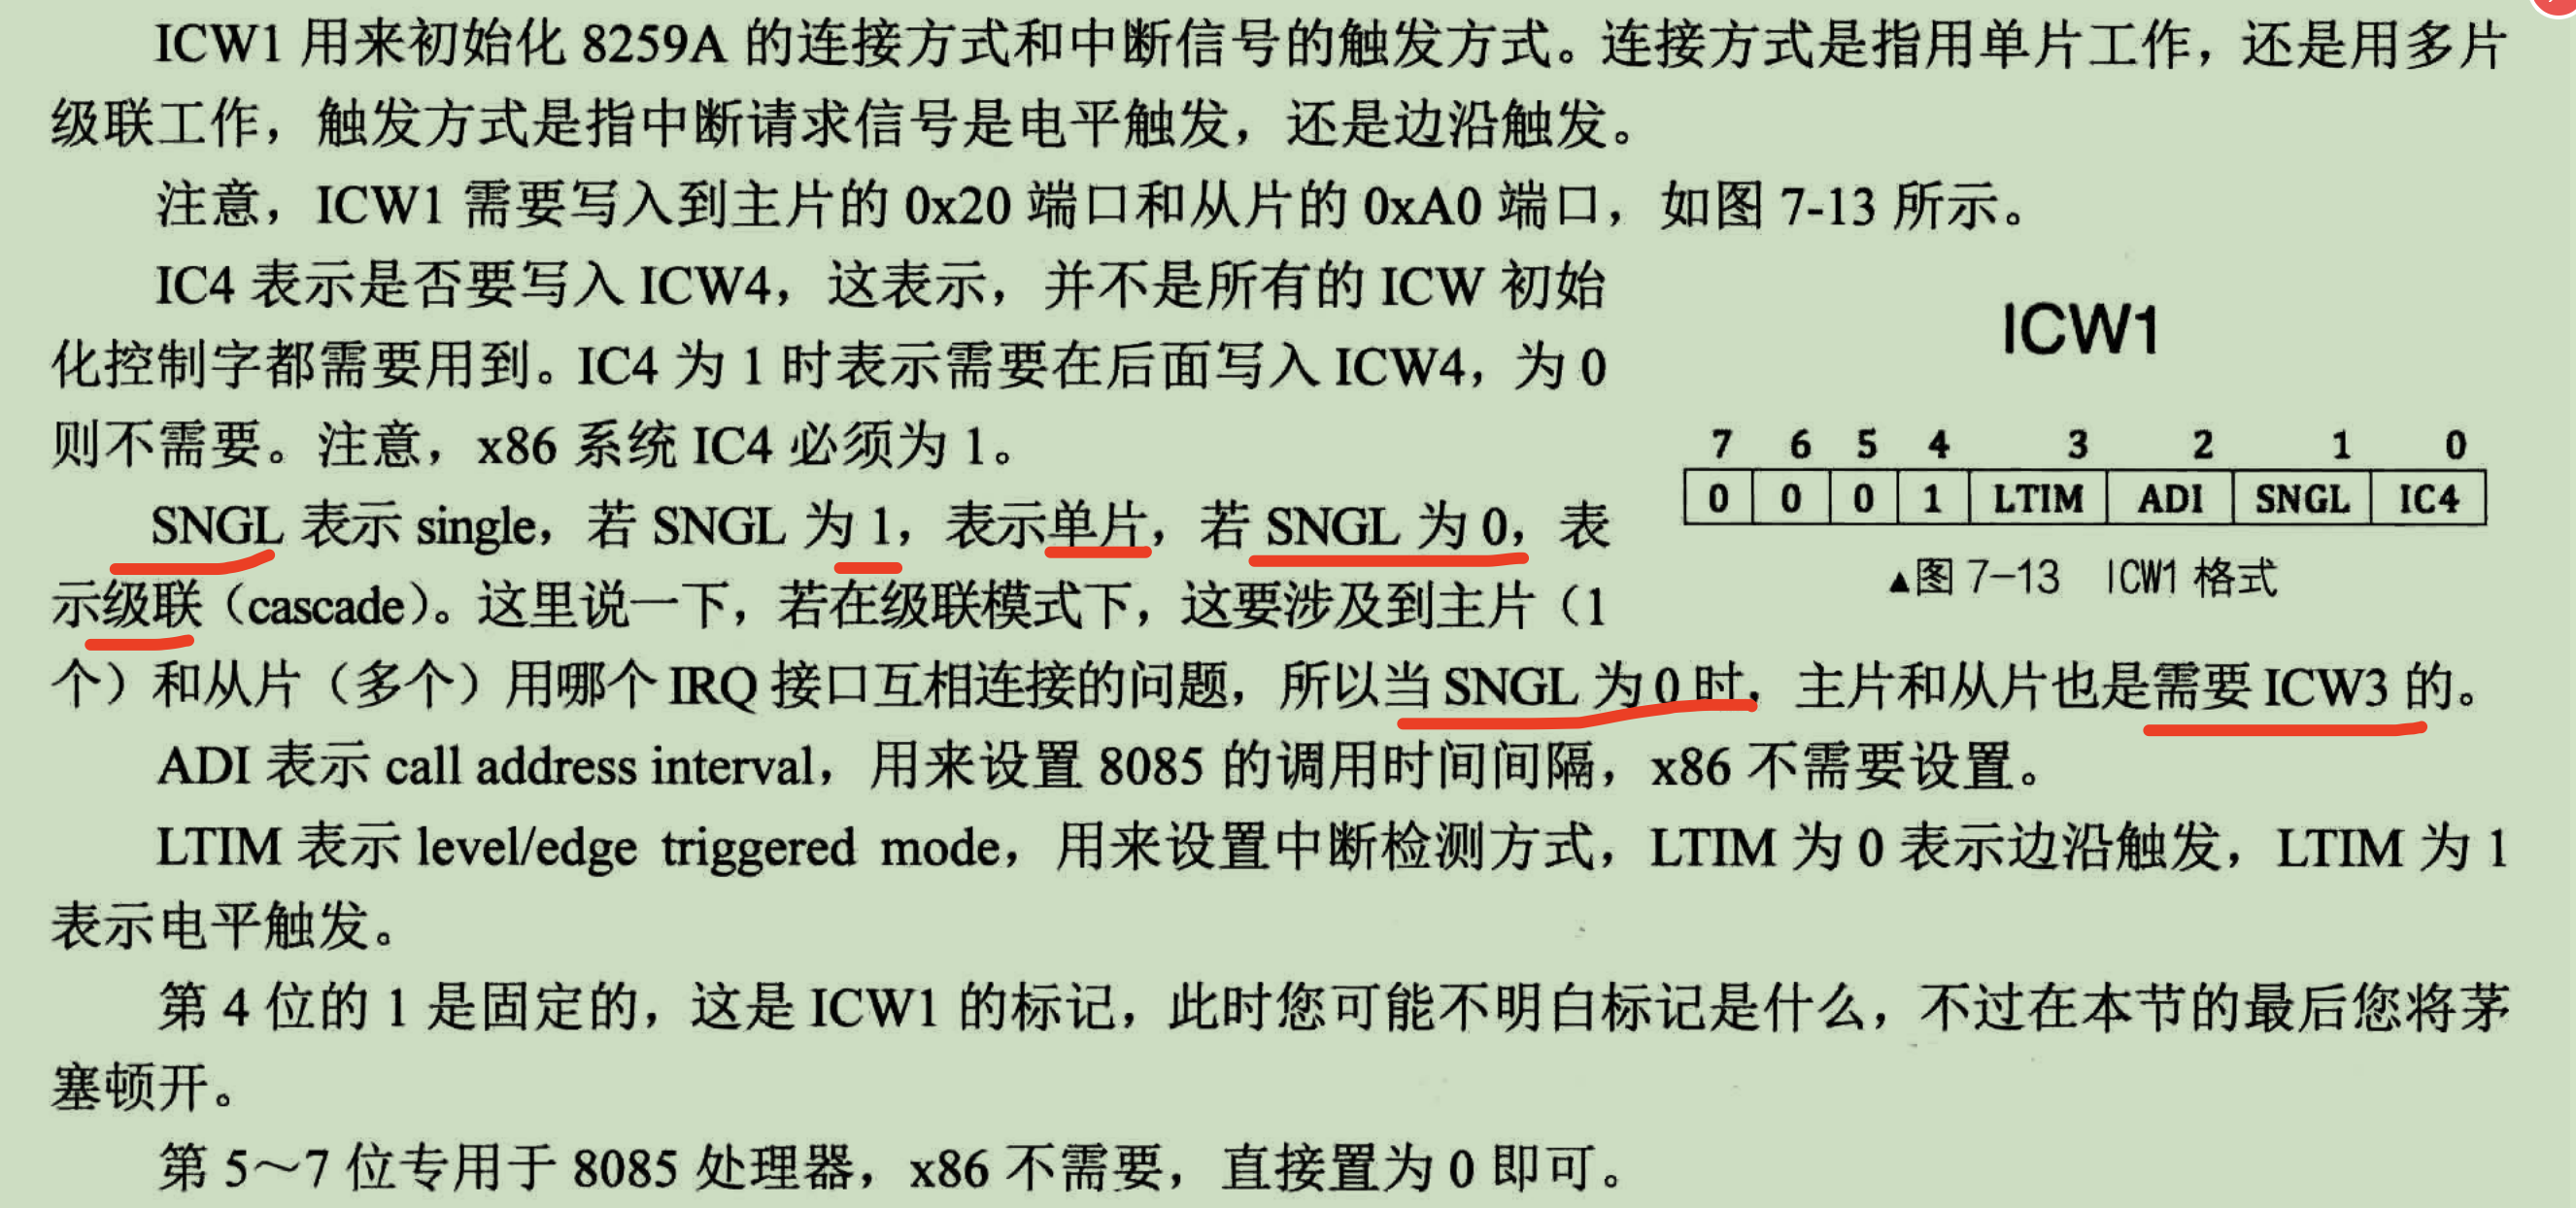 ICW1 用来初始化 8259A 的连接方式和中断信号的触发方式。连接方式是指用单片工作，还是用多片
级联工作，触发方式是指中断请求信号是电平触发，还是边沿触发。
注意，ICW1 需要写入到主片的 0x20 端口和从片的 0xA0 端口，如图 7-13 所示。
IC4 表示是否要写入 ICW4，这表示，并不是所有的 ICW 初始
化控制字都需要用到。IC4 为 1 时表示需要在后面写入 ICW4，为 0
则不需要。注意，x86 系统 IC4 必须为 1。
SNGL 表示 single，若 SNGL 为 1，表示单片，若 SNGL 为 0，表
示级联（cascade）。这里说一下，若在级联模式下，这要涉及到主片（1
个）和从片（多个）用哪个 IRQ 接口互相连接的问题，所以当 SNGL 为 0 时，主片和从片也是需要 ICW3 的。
ICW1
7 6 5 4 3 2 1 0
0 0 0 1 LTIM ADI SNGL IC4
▲图 7-13 ICW1 格式
ADI 表示 call address interval，用来设置 8085 的调用时间间隔，x86 不需要设置。
LTIM 表示 level/edge triggered mode，用来设置中断检测方式，LTIM 为 0 表示边沿触发，LTIM 为 1
表示电平触发。
第 4 位的 1 是固定的，这是 ICW1 的标记，此时您可能不明白标记是什么，不过在本节的最后您将茅
塞顿开。
第 5～7 位专用于 8085 处理器，x86 不需要，直接置为 0 即可。